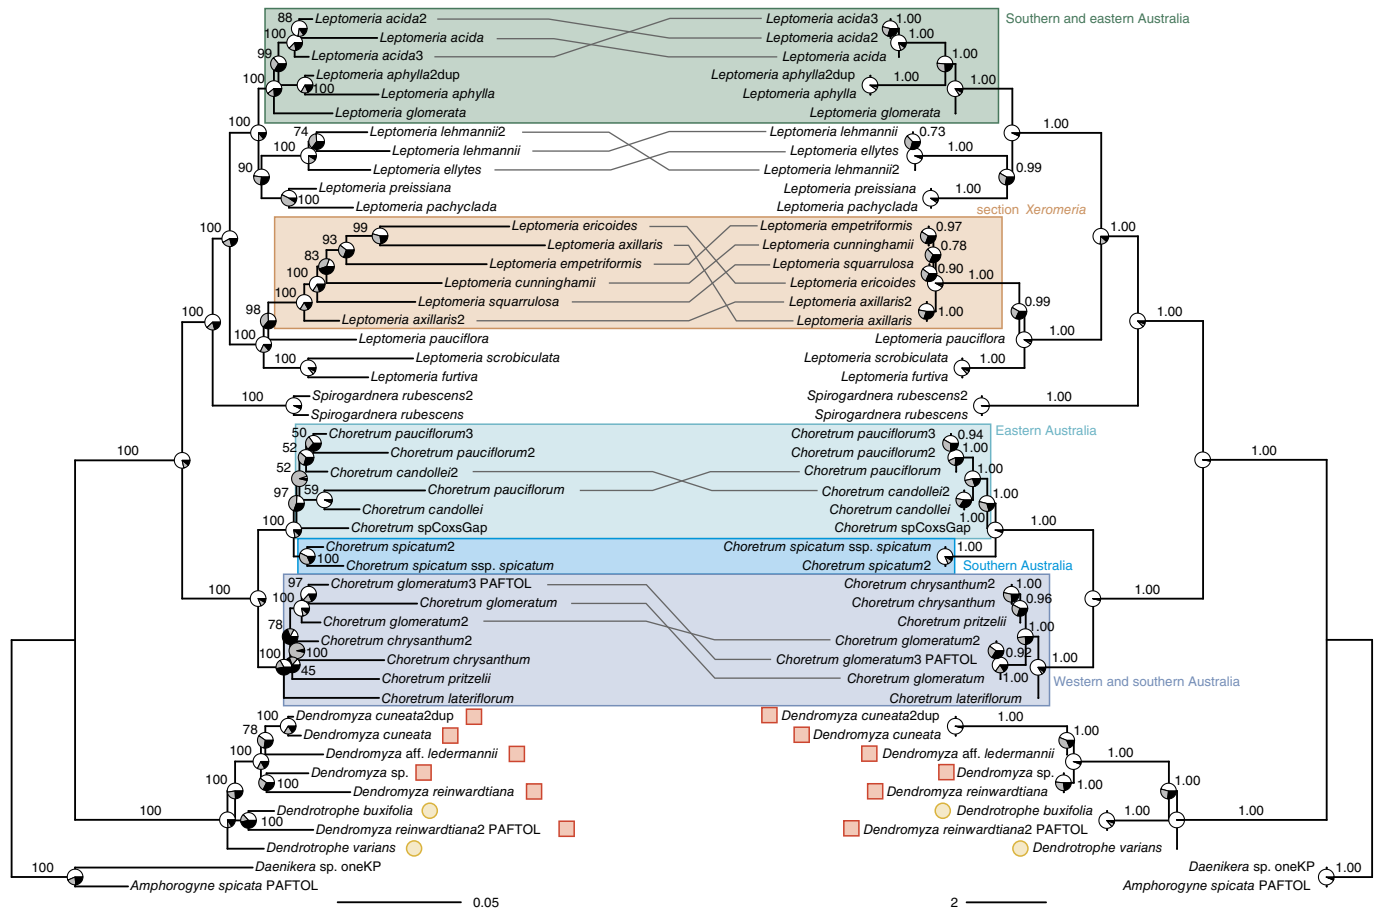 88 Leptomeria acida2 Leptomeria acida3 1.00 Southern and eastern Australia
100 Leptomeria acida Leptomeria acida2 1.00
99 Leptomeria acida3 Leptomeria acida
100 Leptomeria aphylla2dup Leptomeria aphylla2dup 1.00 1.00
100 Leptomeria aphylla Leptomeria aphylla
Leptomeria glomerata Leptomeria glomerata
100 74 Leptomeria lehmannii2 Leptomeria lehmannii 0.73 1.00
100 Leptomeria lehmannii Leptomeria ellytes 1.00
90 Leptomeria ellytes Leptomeria lehmannii2 0.99
100 Leptomeria preissiana Leptomeria preissiana 1.00
Leptomeria pachyclada Leptomeria pachyclada
section Xeromeria
100 99 Leptomeria ericoides Leptomeria empetriformis 0.97 1.00
93 Leptomeria axillaris Leptomeria cunninghamii 0.78
83 Leptomeria empetriformis Leptomeria squarrulosa 0.90
100 Leptomeria cunninghamii Leptomeria ericoides 1.00
100 Leptomeria squarrulosa Leptomeria axillaris2 0.99
98 Leptomeria axillaris2 Leptomeria axillaris 1.00
100 100 Leptomeria pauciflora Leptomeria pauciflora 1.00 1.00
100 Leptomeria scrobiculata Leptomeria scrobiculata 1.00
Leptomeria furtiva Leptomeria furtiva
100 Spirogardnera rubescens2 Spirogardnera rubescens2 1.00
Spirogardnera rubescens Spirogardnera rubescens
50 Choretrum pauciflorum3 Choretrum pauciflorum3 0.94 Eastern Australia
52 Choretrum pauciflorum2 Choretrum pauciflorum2 1.00
100 52 Choretrum candollei2 Choretrum pauciflorum 1.00 1.00
97 59 Choretrum pauciflorum Choretrum candollei2 1.00
Choretrum candollei Choretrum candollei 1.00
100 Choretrum spCoxsGap Choretrum spCoxsGap 1.00
100 Choretrum spicatum2 Choretrum spicatum ssp. spicatum 1.00
Choretrum spicatum ssp. spicatum Choretrum spicatum2 Southern Australia
97 Choretrum glomeratum3 PAFTOL Choretrum chrysanthum2 1.00
100 100 Choretrum glomeratum Choretrum chrysanthum 0.96 1.00
78 Choretrum glomeratum2 Choretrum pritzelii 1.00
Choretrum chrysanthum2 Choretrum glomeratum2
100 100 Choretrum chrysanthum Choretrum glomeratum3 PAFTOL 0.92 1.00
45 Choretrum pritzelii Choretrum glomeratum 1.00 Western and southern Australia
Choretrum lateriflorum Choretrum lateriflorum
100 Dendromyza cuneata2dup Dendromyza cuneata2dup 1.00
78 Dendromyza cuneata Dendromyza cuneata 1.00
100 Dendromyza aff. ledermannii Dendromyza aff. ledermannii 1.00
100 Dendromyza sp. Dendromyza sp. 1.00
100 Dendromyza reinwardtiana Dendromyza reinwardtiana 1.00
100 Dendrotrophe buxifolia Dendrotrophe buxifolia 1.00 1.00
100 Dendromyza reinwardtiana2 PAFTOL Dendromyza reinwardtiana2 PAFTOL
Dendrotrophe varians Dendrotrophe varians
100 Daenikera sp. oneKP Daenikera sp. oneKP 1.00
Amphorogyne spicata PAFTOL Amphorogyne spicata PAFTOL
0.05 2